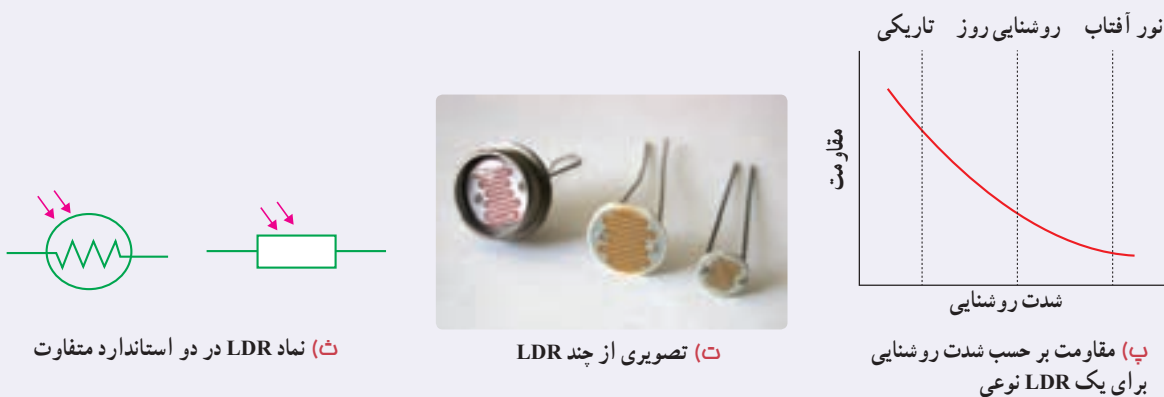 تاریکی روشنایی روز نور آفتاب
مقاومت
شدت روشنایی
پ) مقاومت بر حسب شدت روشنایی
برای یک LDR نوعی
ت) تصویری از چند LDR
ث) نماد LDR در دو استاندارد متفاوت